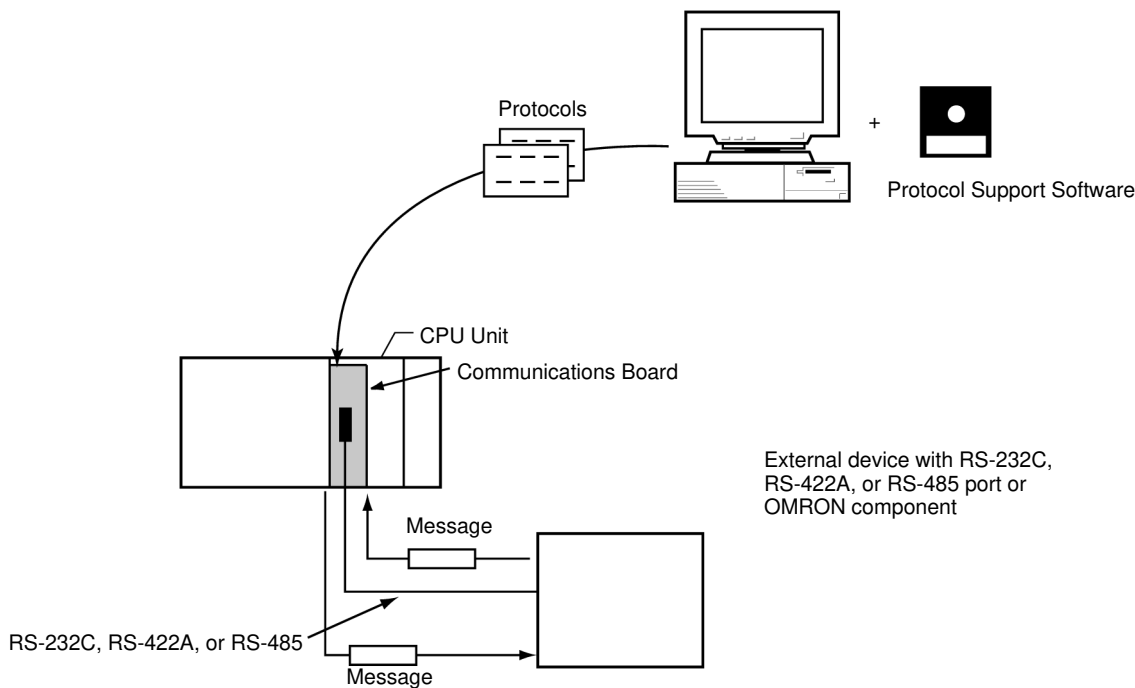 Protocols
+
Protocol Support Software
CPU Unit
Communications Board
External device with RS-232C,
RS-422A, or RS-485 port or
OMRON component
Message
RS-232C, RS-422A, or RS-485
Message